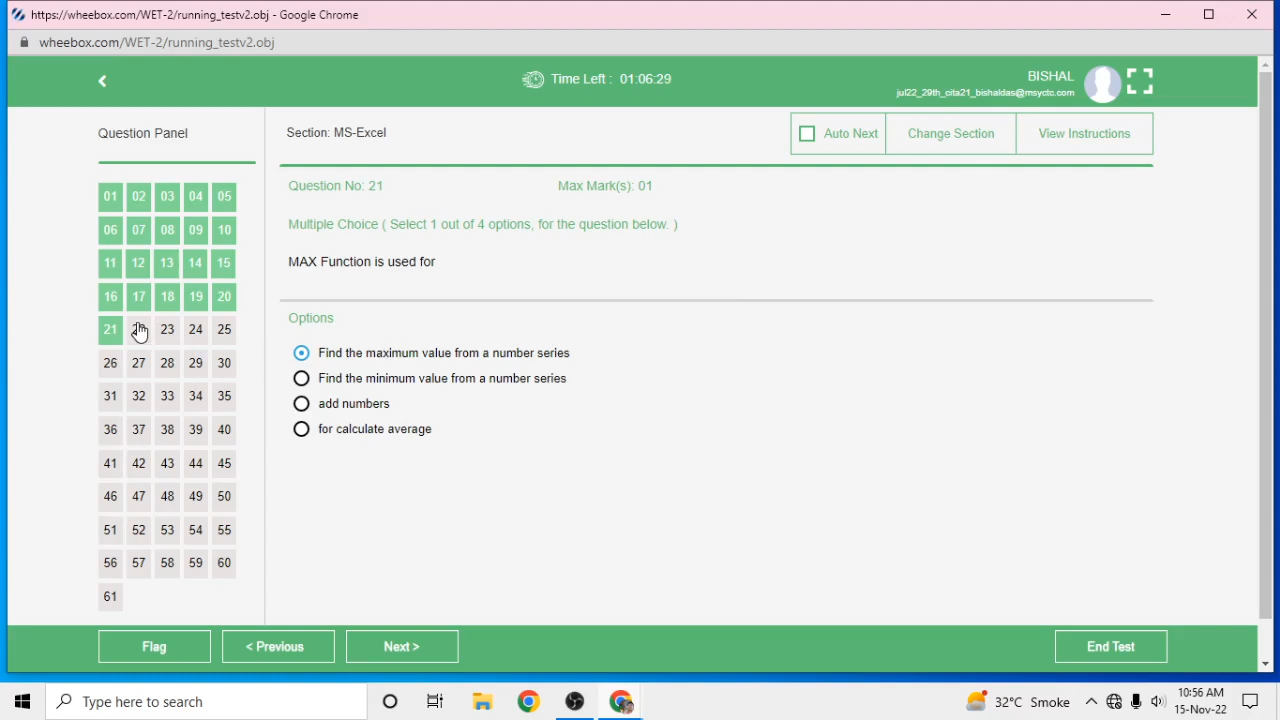 https://wheebox.com/WET-2/running_testv2.obj - Google Chrome
wheebox.com/WET-2/running_testv2.obj
Time Left : 01:06:29
BISHAL
jul22_29th_cita21_bishaldas@msyctc.com
Question Panel
Section: MS-Excel
Auto Next
Change Section
View Instructions
01 02 03 04 05
06 07 08 09 10
11 12 13 14 15
16 17 18 19 20
21 23 24 25
26 27 28 29 30
31 32 33 34 35
36 37 38 39 40
41 42 43 44 45
46 47 48 49 50
51 52 53 54 55
56 57 58 59 60
61
Question No: 21
Max Mark(s): 01
Multiple Choice ( Select 1 out of 4 options, for the question below. )
MAX Function is used for
Options
Find the maximum value from a number series
Find the minimum value from a number series
add numbers
for calculate average
Flag
< Previous
Next >
End Test
Type here to search
32°C Smoke
10:56 AM
15-Nov-22